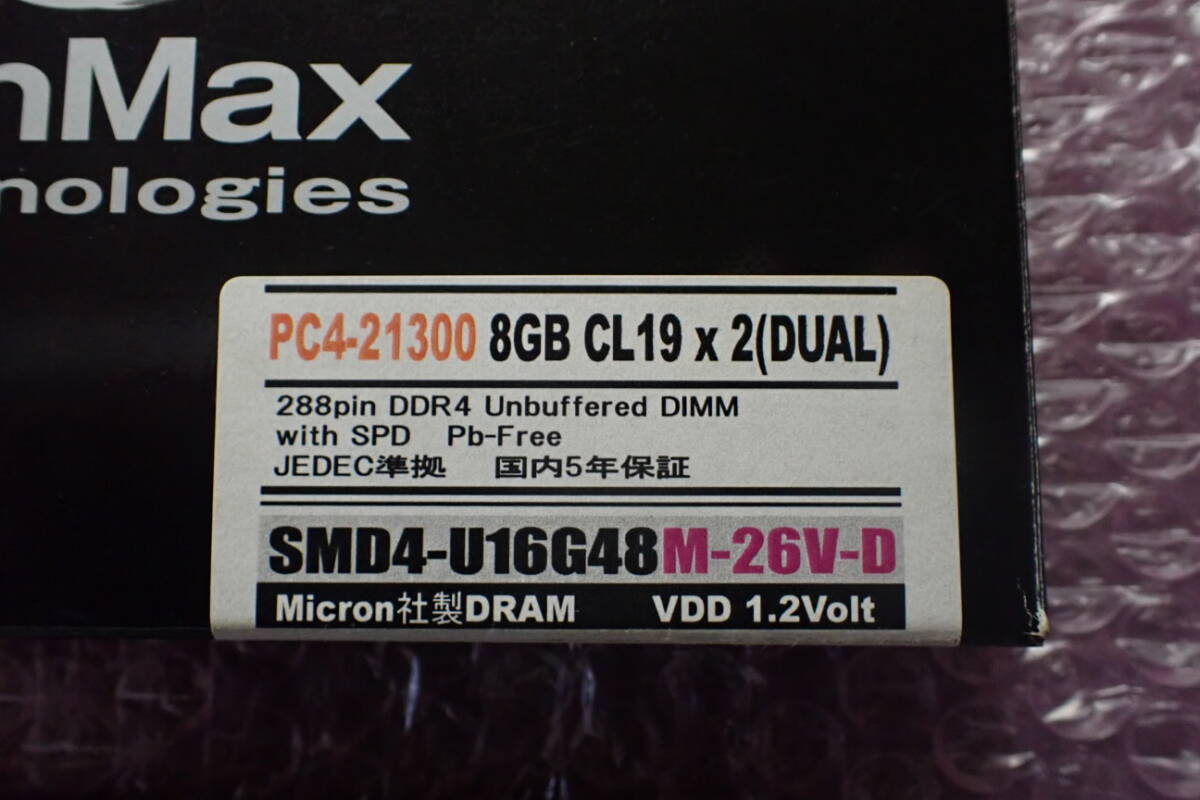 nMax
nologies
PC4-21300 8GB CL19 x 2(DUAL)
288pin DDR4 Unbuffered DIMM
with SPD Pb-Free
JEDEC準拠 国内5年保証
SMD4-U16G48M-26V-D
Micron社製DRAM VDD 1.2Volt